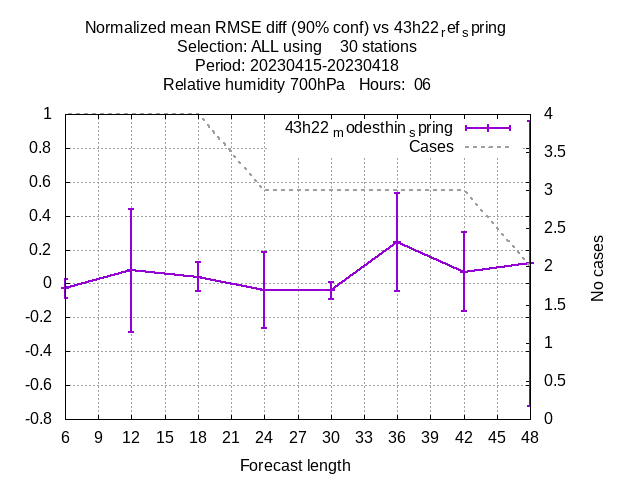 Normalized mean RMSE diff (90% conf) vs 43h22refspring
Selection: ALL using 30 stations
Period: 20230415-20230418
Relative humidity 700hPa Hours: 06
43h22modesthinspring
Cases
1
0.8
0.6
0.4
0.2
0
-0.2
-0.4
-0.6
-0.8
4
3.5
3
2.5
2
1.5
1
0.5
0
No cases
6 9 12 15 18 21 24 27 30 33 36 39 42 45 48
Forecast length